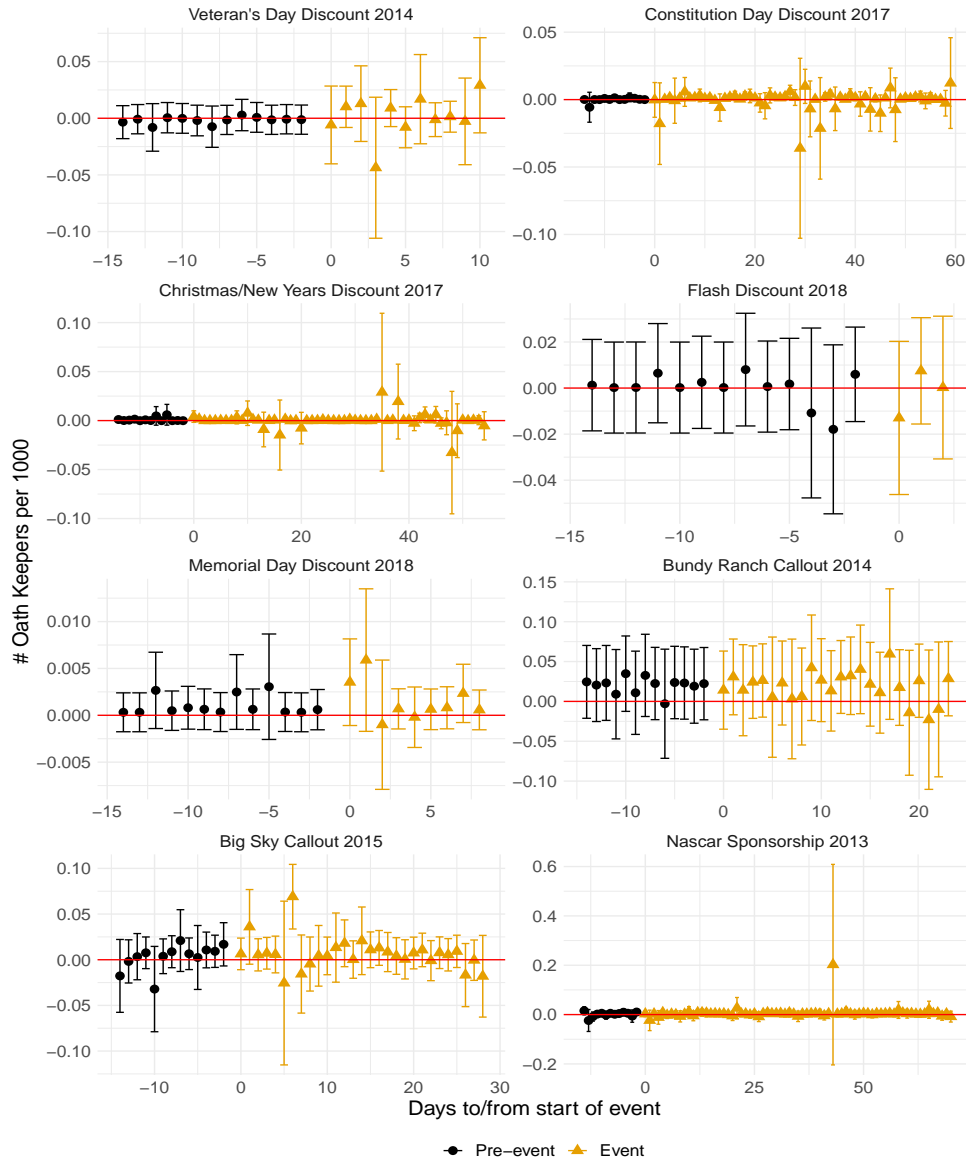 Veteran's Day Discount 2014
0.05
0.00
−0.05
−0.10
−15 −10 −5 0 5 10
Constitution Day Discount 2017
0.05
0.00
−0.05
−0.10
0 20 40 60
Christmas/New Years Discount 2017
0.10
0.05
0.00
−0.05
−0.10
0 20 40
Flash Discount 2018
0.02
0.00
−0.02
−0.04
−15 −10 −5 0
# Oath Keepers per 1000
Memorial Day Discount 2018
0.010
0.005
0.000
−0.005
−15 −10 −5 0 5
Bundy Ranch Callout 2014
0.15
0.10
0.05
0.00
−0.05
−0.10
−10 0 10 20
Big Sky Callout 2015
0.10
0.05
0.00
−0.05
−0.10
−10 0 10 20 30
Nascar Sponsorship 2013
0.6
0.4
0.2
0.0
−0.2
0 25 50
Days to/from start of event
Pre−event Event